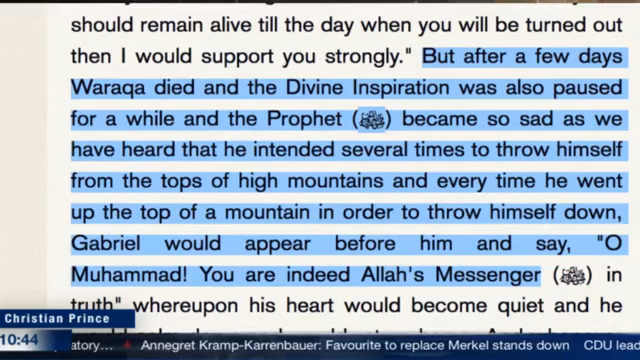 should remain alive till the day when you will be turned out
then I would support you strongly." But after a few days
Waraqa died and the Divine Inspiration was also paused
for a while and the Prophet (ﷺ) became so sad as we
have heard that he intended several times to throw himself
from the tops of high mountains and every time he went
up the top of a mountain in order to throw himself down,
Gabriel would appear before him and say, "O
Muhammad! You are indeed Allah's Messenger (ﷺ) in
truth" whereupon his heart would become quiet and he
Christian Prince
10:44
Annegret Kramp-Karrenbauer: Favourite to replace Merkel stands down CDU